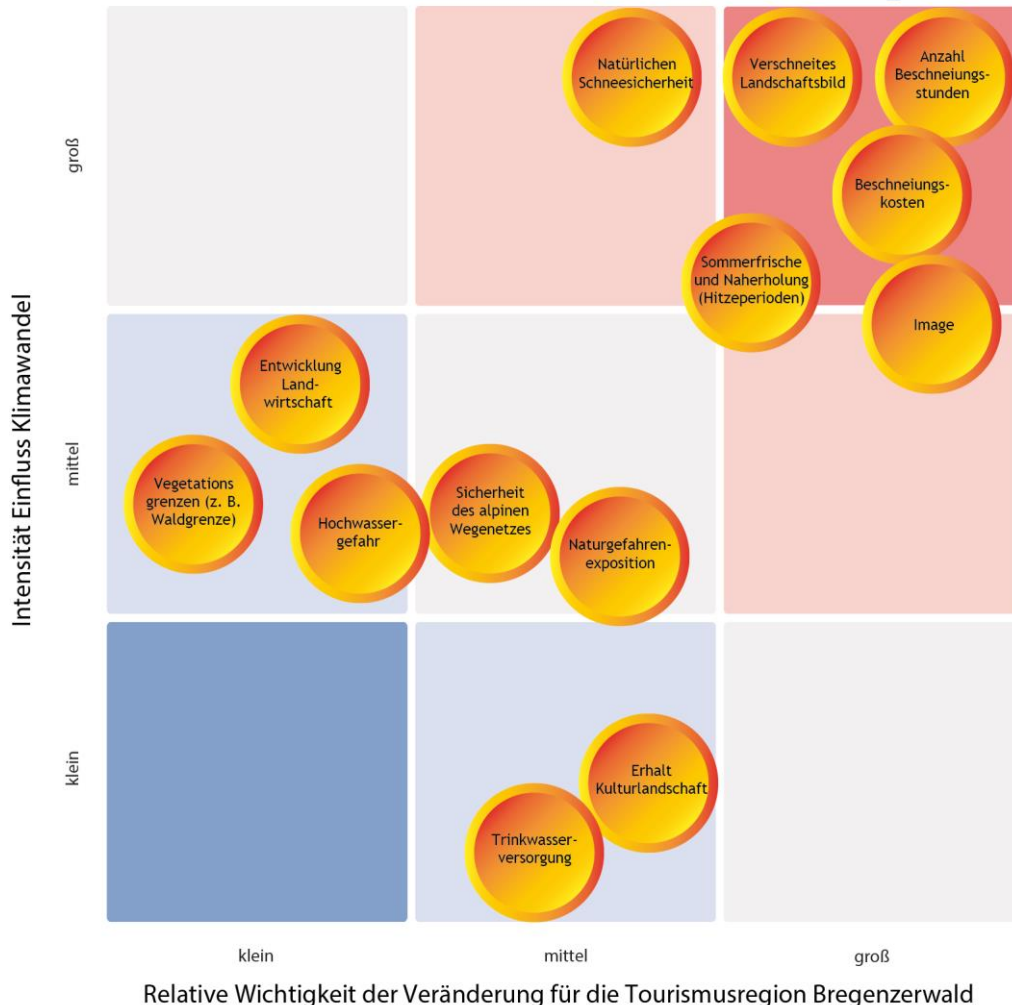 Natürlichen
Schneesicherheit
Verschneites
Landschaftsbild
Anzahl
Beschneiungs-
stunden
Beschneiungs-
kosten
Sommerfrische
und Naherholung
(Hitzeperioden)
Image
Entwicklung
Land-
wirtschaft
Vegetations
grenzen (z. B.
Waldgrenze)
Hochwasser-
gefahr
Sicherheit
des alpinen
Wegenetzes
Naturgefahren-
exposition
Erhalt
Kulturlandschaft
Trinkwasser-
versorgung
Intensität Einfluss Klimawandel
groß
mittel
klein
klein
mittel
groß
Relative Wichtigkeit der Veränderung für die Tourismusregion Bregenzerwald